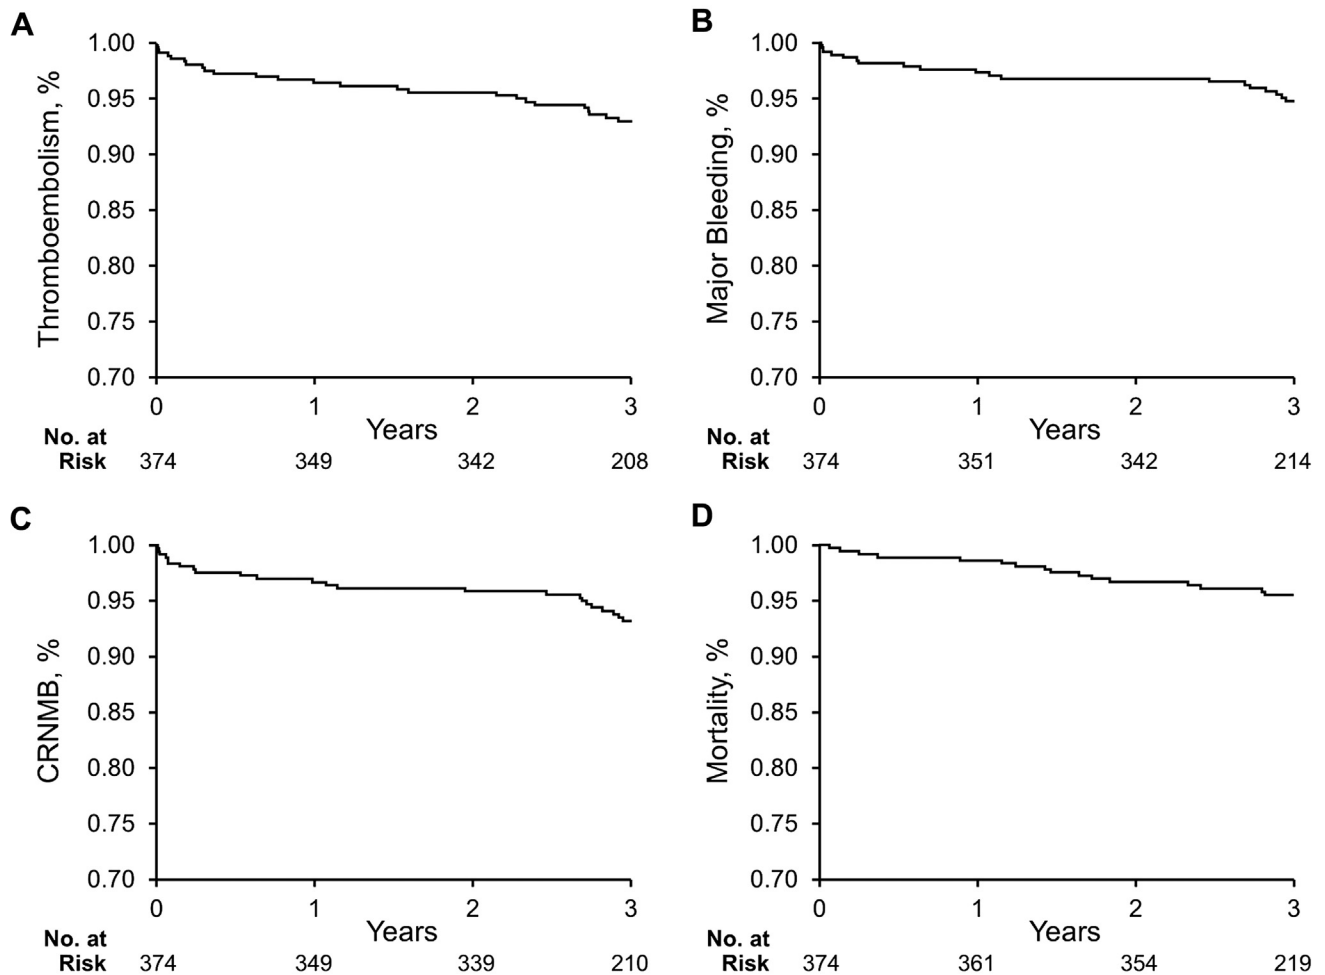 A
Thromboembolism, %
1.00
0.95
0.90
0.85
0.80
0.75
0.70
0 1 2 3
Years
No. at
Risk 374 349 342 208
B
Major Bleeding, %
1.00
0.95
0.90
0.85
0.80
0.75
0.70
0 1 2 3
Years
No. at
Risk 374 351 342 214
C
CRNMB, %
1.00
0.95
0.90
0.85
0.80
0.75
0.70
0 1 2 3
Years
No. at
Risk 374 349 339 210
D
Mortality, %
1.00
0.95
0.90
0.85
0.80
0.75
0.70
0 1 2 3
Years
No. at
Risk 374 361 354 219